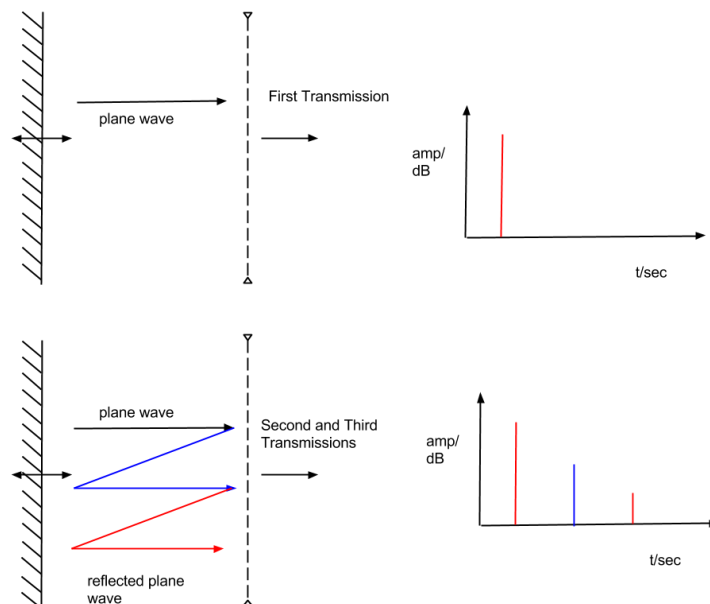 First Transmission
plane wave
amp/
dB
t/sec
plane wave
Second and Third
Transmissions
amp/
dB
t/sec
reflected plane
wave